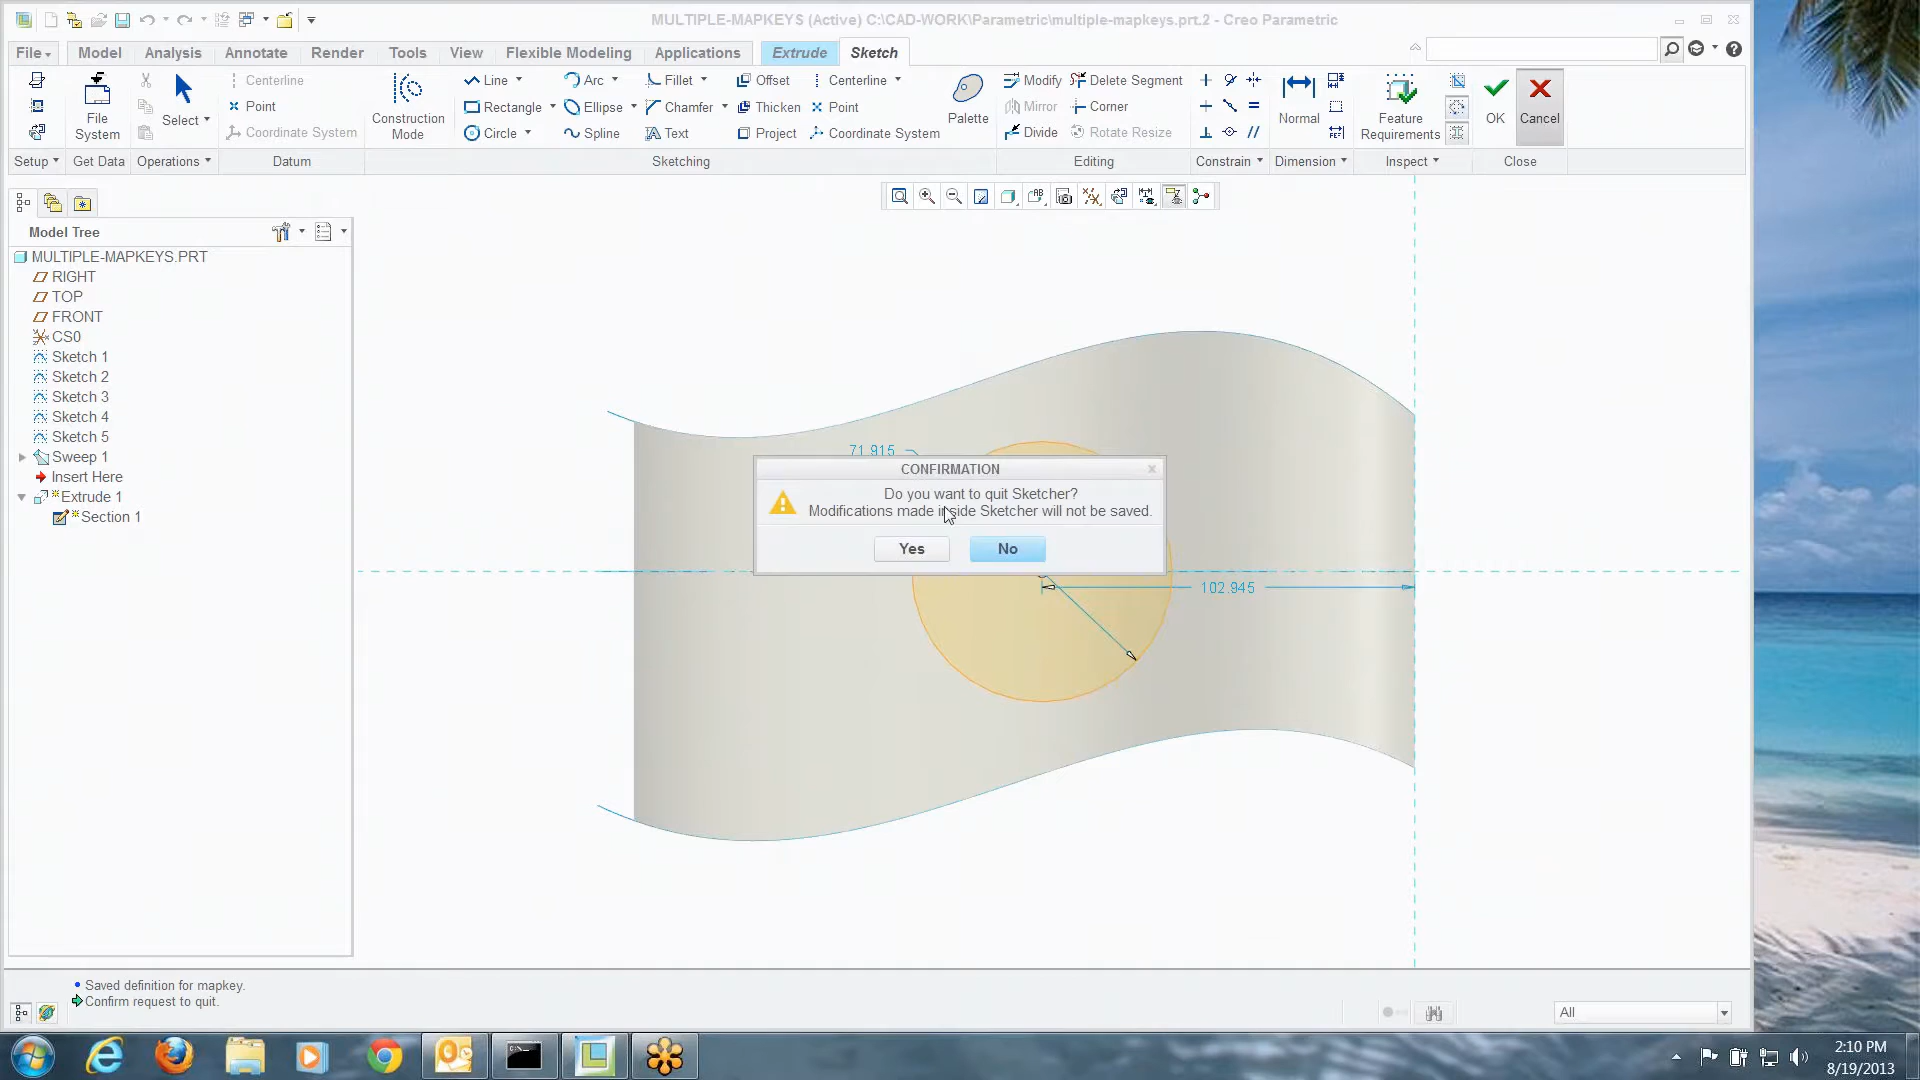 MULTIPLE-MAPKEYS (Active) C:\CAD-WORK\Parametric\multiple-mapkeys.prt.2 - Creo Parametric
File Model Analysis Annotate Render Tools View Flexible Modeling Applications Extrude Sketch
Centerline Line Arc Fillet Offset Centerline Modify Delete Segment
Point Rectangle Ellipse Chamfer Thicken Point Mirror Corner
File System Select Coordinate System Construction Mode Circle Spline Text Project Coordinate System Palette Divide Rotate Resize Normal Feature Requirements OK Cancel
Setup Get Data Operations Datum Sketching Editing Constrain Dimension Inspect Close
Model Tree
MULTIPLE-MAPKEYS.PRT
RIGHT
TOP
FRONT
CS0
Sketch 1
Sketch 2
Sketch 3
Sketch 4
Sketch 5
Sweep 1
Insert Here
Extrude 1
Section 1
71.915
CONFIRMATION
Do you want to quit Sketcher?
Modifications made inside Sketcher will not be saved.
Yes No
102.945
Saved definition for mapkey.
Confirm request to quit.
All
2:10 PM
8/19/2013